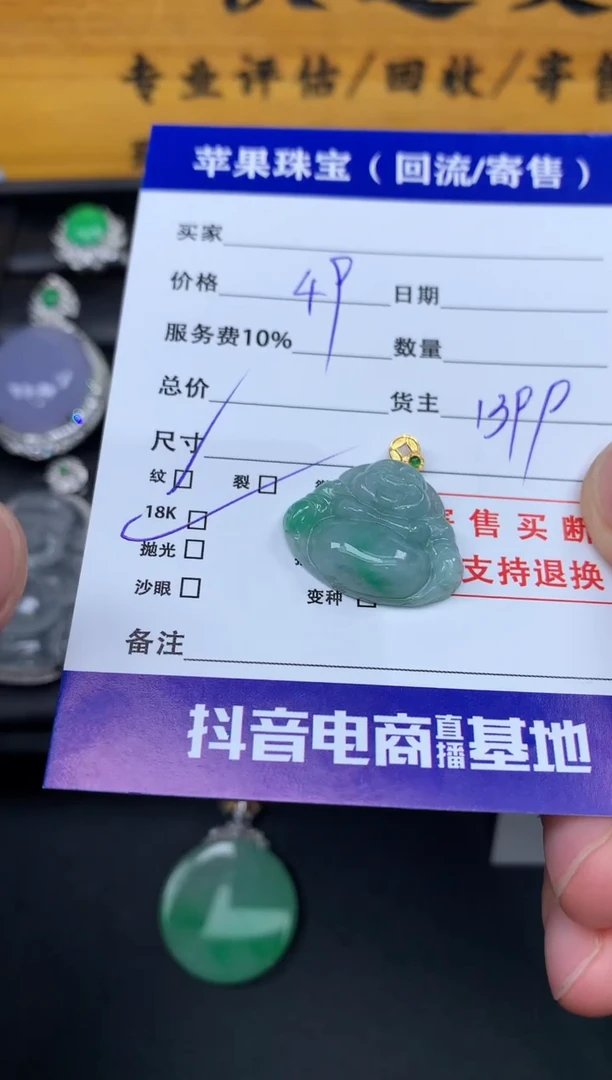 专业评估/回收/寄售
苹果珠宝（回流/寄售）
买家
价格 4P 日期
服务费10% 数量
总价 货主 13PP
尺寸
纹 裂
18K 寄售买断
抛光 支持退换
沙眼 变种
备注
抖音电商直播基地